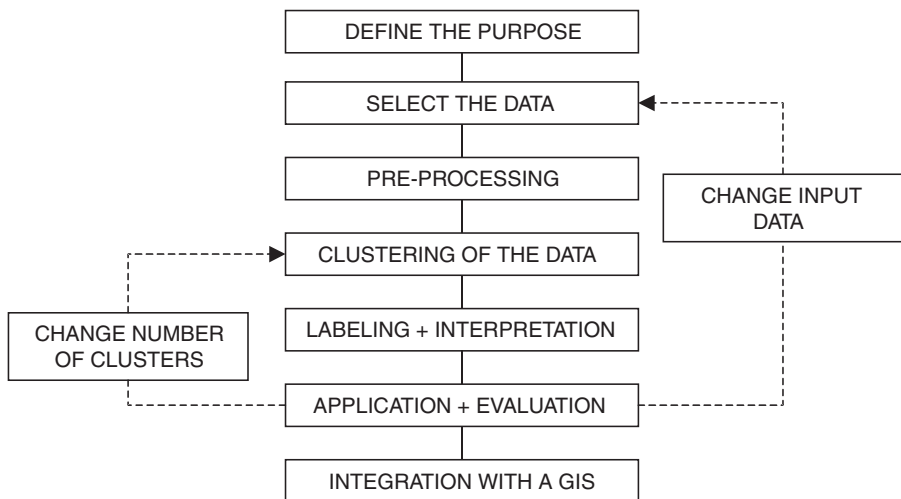 DEFINE THE PURPOSE
SELECT THE DATA
PRE-PROCESSING
CHANGE INPUT
DATA
CLUSTERING OF THE DATA
LABELING + INTERPRETATION
CHANGE NUMBER
OF CLUSTERS
APPLICATION + EVALUATION
INTEGRATION WITH A GIS